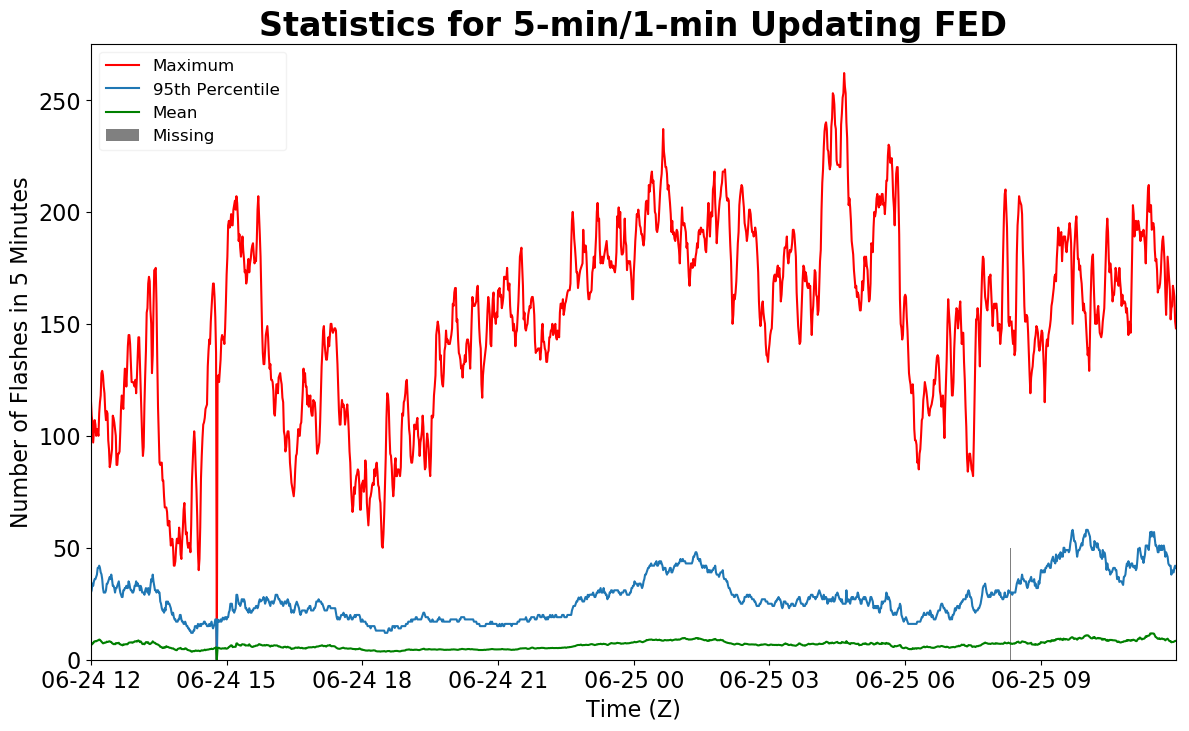 Statistics for 5-min/1-min Updating FED
Maximum
95th Percentile
Mean
Missing
Number of Flashes in 5 Minutes
250
200
150
100
50
0
06-24 12 06-24 15 06-24 18 06-24 21 06-25 00 06-25 03 06-25 06 06-25 09
Time (Z)